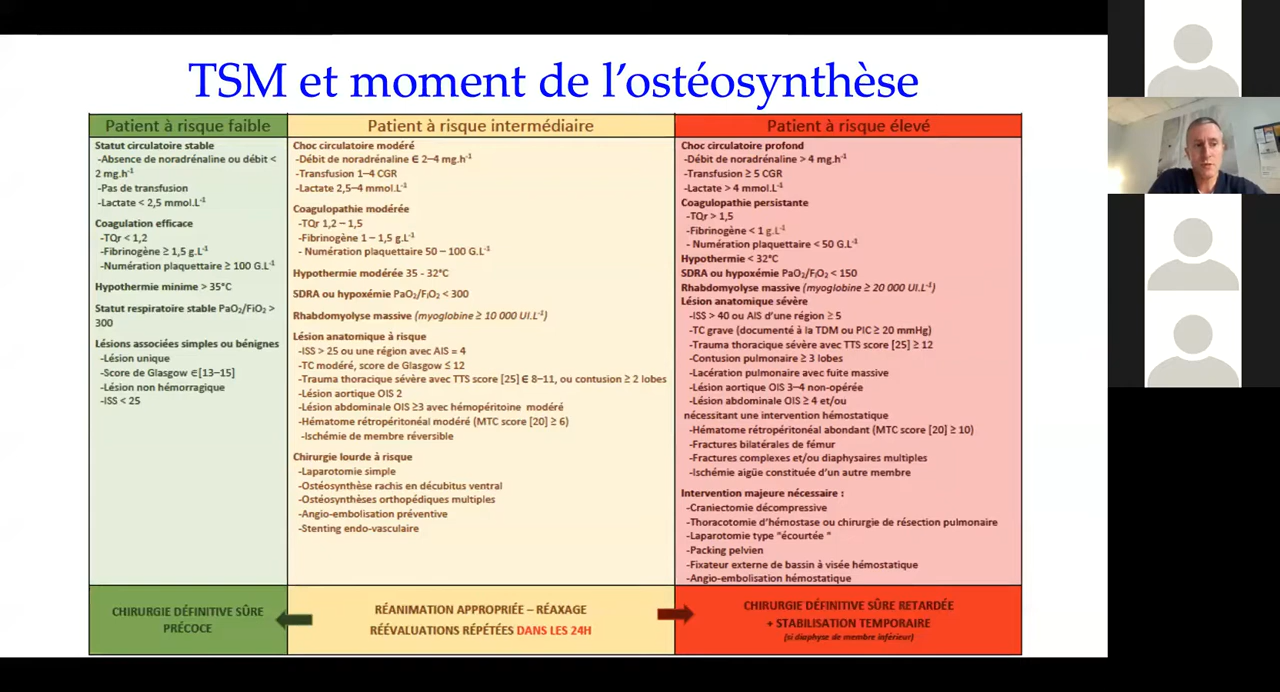 TSM et moment de l'ostéosynthèse
Patient à risque faible
Statut circulatoire stable
-Absence de noradrénaline ou débit <
2 mg.h-1
-Pas de transfusion
-Lactate < 2,5 mmol.L-1
Coagulation efficace
-TQr < 1,2
-Fibrinogène ≥ 1,5 g.L-1
-Numération plaquettaire ≥ 100 G.L-1
Hypothermie minime > 35°C
Statut respiratoire stable PaO2/FiO2 >
300
Lésions associées simples ou bénignes
-Lésion unique
-Score de Glasgow ∈[13–15]
-Lésion non hémorragique
-ISS < 25
CHIRURGIE DÉFINITIVE SÛRE
PRÉCOCE
Patient à risque intermédiaire
Choc circulatoire modéré
-Débit de noradrénaline ∈ 2–4 mg.h-1
-Transfusion 1–4 CGR
-Lactate 2,5–4 mmol.L-1
Coagulopathie modérée
-TQr 1,2 – 1,5
-Fibrinogène 1 – 1,5 g.L-1
- Numération plaquettaire 50 – 100 G.L-1
Hypothermie modérée 35 - 32°C
SDRA ou hypoxémie PaO2/FiO2 < 300
Rhabdomyolyse massive (myoglobine ≥ 10 000 UI.L-1)
Lésion anatomique à risque
-ISS > 25 ou une région avec AIS = 4
-TC modéré, score de Glasgow ≤ 12
-Trauma thoracique sévère avec TTS score [25] ∈ 8–11, ou contusion ≥ 2 lobes
-Lésion aortique OIS 2
-Lésion abdominale OIS ≥3 avec hémopéritoine modéré
-Hématome rétropéritonéal modéré (MTC score [20] ≥ 6)
-Ischémie de membre réversible
Chirurgie lourde à risque
-Laparotomie simple
-Ostéosynthèse rachis en décubitus ventral
-Ostéosynthèses orthopédiques multiples
-Angio-embolisation préventive
-Stenting endo-vasculaire
RÉANIMATION APPROPRIÉE – RÉAXAGE
RÉÉVALUATIONS RÉPÉTÉES DANS LES 24H
Patient à risque élevé
Choc circulatoire profond
-Débit de noradrénaline > 4 mg.h-1
-Transfusion ≥ 5 CGR
-Lactate > 4 mmol.L-1
Coagulopathie persistante
-TQr > 1,5
-Fibrinogène < 1 g.L-1
- Numération plaquettaire < 50 G.L-1
Hypothermie < 32°C
SDRA ou hypoxémie PaO2/FiO2 < 150
Rhabdomyolyse massive (myoglobine ≥ 20 000 UI.L-1)
Lésion anatomique sévère
-ISS > 40 ou AIS d'une région ≥ 5
-TC grave (documenté à la TDM ou PIC ≥ 20 mmHg)
-Trauma thoracique sévère avec TTS score [25] ≥ 12
-Contusion pulmonaire ≥ 3 lobes
-Lacération pulmonaire avec fuite massive
-Lésion aortique OIS 3–4 non-opérée
-Lésion abdominale OIS ≥ 4 et/ou
nécessitant une intervention hémostatique
-Hématome rétropéritonéal abondant (MTC score [20] ≥ 10)
-Fractures bilatérales de fémur
-Fractures complexes et/ou diaphysaires multiples
-Ischémie aigüe constituée d'un autre membre
Intervention majeure nécessaire :
-Craniectomie décompressive
-Thoracotomie d'hémostase ou chirurgie de résection pulmonaire
-Laparotomie type "écourtée "
-Packing pelvien
-Fixateur externe de bassin à visée hémostatique
-Angio-embolisation hémostatique
CHIRURGIE DÉFINITIVE SÛRE RETARDÉE
+ STABILISATION TEMPORAIRE
(si diaphyse de membre inférieur)